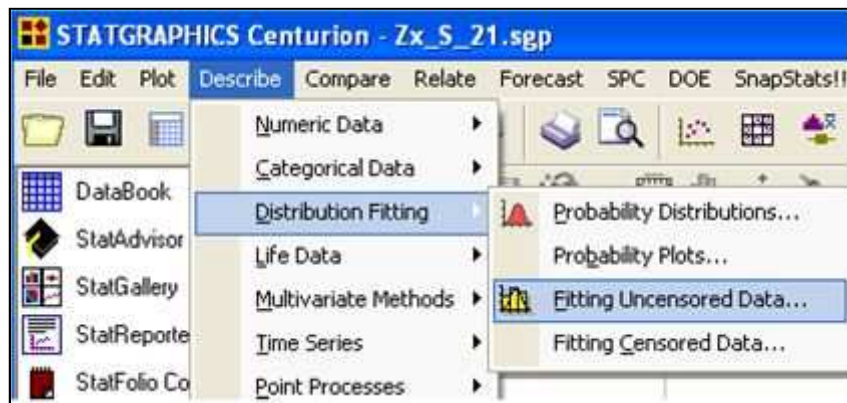 STATGRAPHICS Centurion - Zx_S_21.sgp
File Edit Plot Describe Compare Relate Forecast SPC DOE SnapStats!!
DataBook
StatAdvisor
StatGallery
StatReporte
StatFolio Co
Numeric Data
Categorical Data
Distribution Fitting
Life Data
Multivariate Methods
Time Series
Point Processes
Probability Distributions...
Probability Plots...
Fitting Uncensored Data...
Fitting Censored Data...